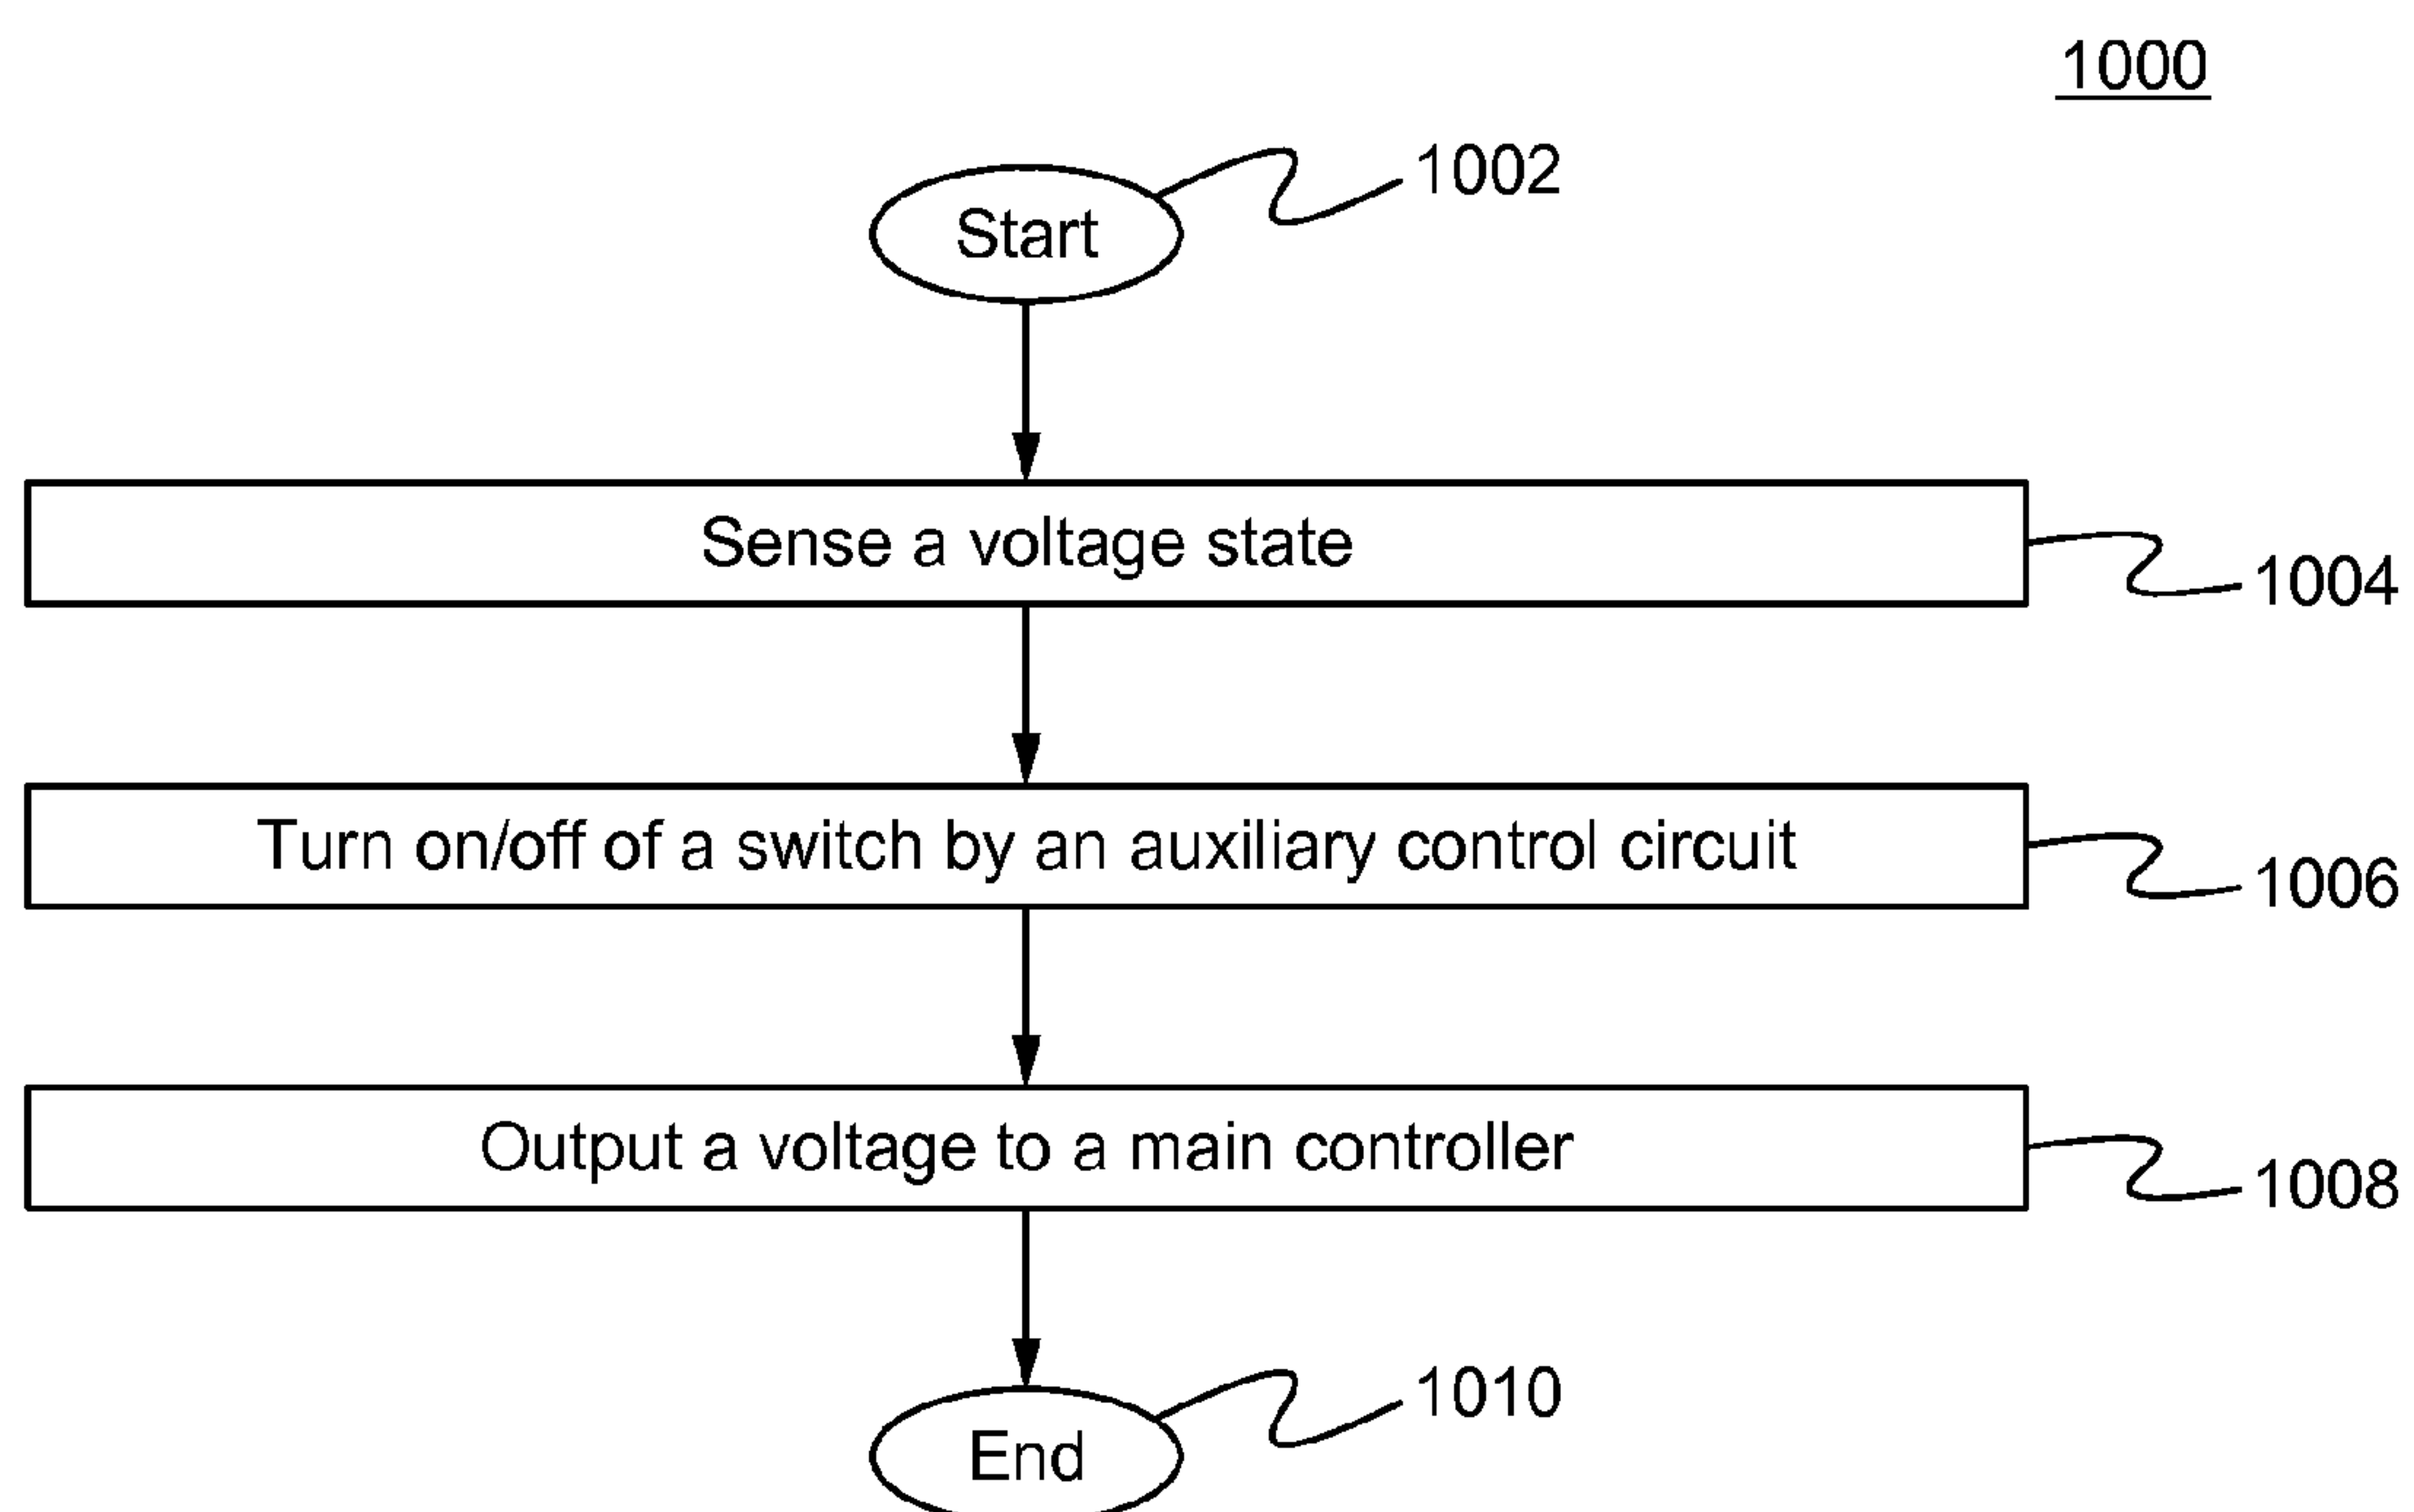 1000
1002
Start
Sense a voltage state
1004
Turn on/off of a switch by an auxiliary control circuit
1006
Output a voltage to a main controller
1008
1010
End